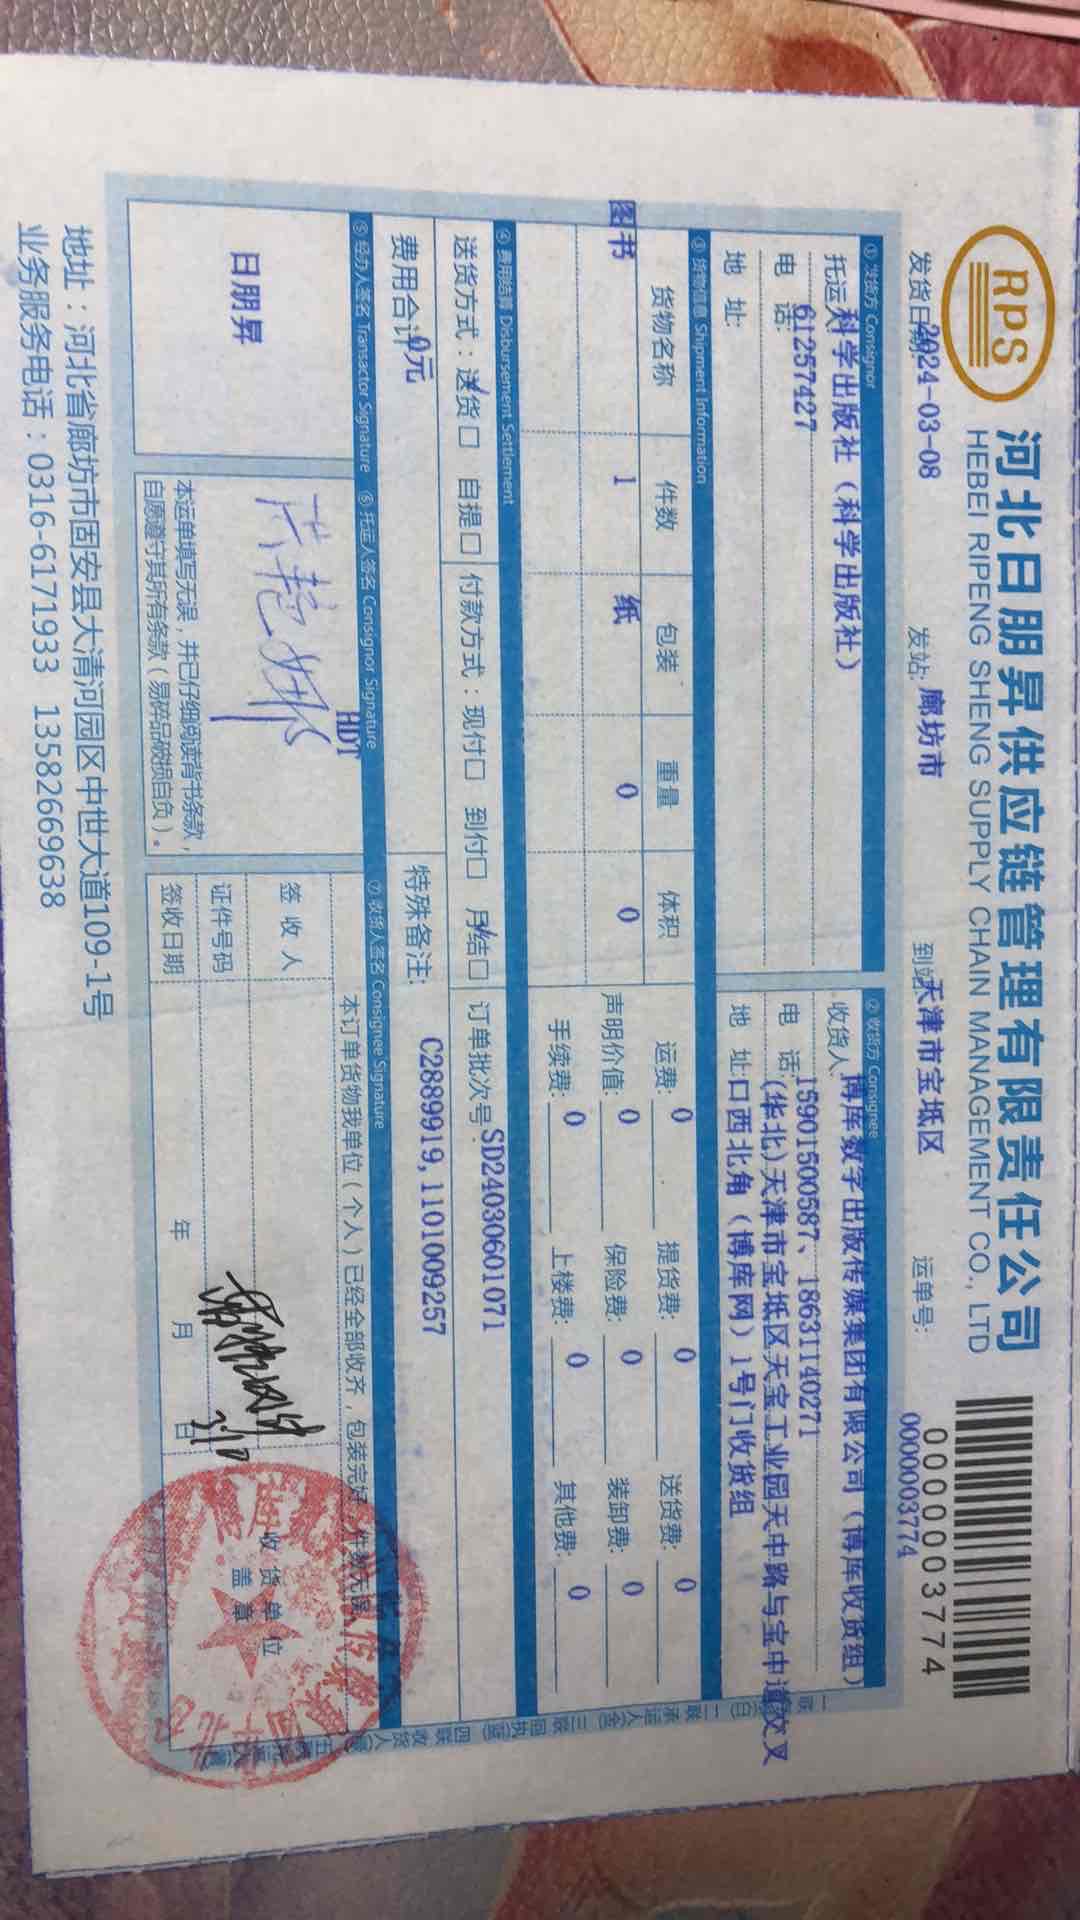 RPS
河北日朋昇供应链管理有限责任公司
HEBEI RIPENG SHENG SUPPLY CHAIN MANAGEMENT CO., LTD
0000003774
发货日期: 2024-03-08 发站: 廊坊市 到站: 天津市宝坻区 运单号: 0000003774
① 发货方 Consignor ② 收货方 Consignee
托运人: 科学出版社（科学出版社） 收货人: 博库数字出版传媒集团有限公司（博库收货组）
电 话: 61257427 电 话: 15901500587、18631140271
地 址: 地 址: (华北)天津市宝坻区天宝工业园天中路与宝中道交叉
口西北角（博库网）1号门收货组
③ 货物信息 Shipment Information
货物名称 件数 包装 重量 体积 运费: 0 提货费: 0 送货费: 0
图书 1 纸 0 0 声明价值: 0 保险费: 0 装卸费: 0
手续费: 0 上楼费: 0 其他费: 0
④ 费用结算 Disbursement Settlement
送货方式：送货☐ 自提☐ 付款方式：现付☐ 到付☐ 月结☐ 订单批次号: SD24030601071
费用合计: 0元 特殊备注: C2889919,1101009257
⑤ 经办人签名 Transactor Signature ⑥ 托运人签名 Consignor Signature ⑦ 收货人签名 Consignee Signature
日朋昇
HDY
本运单填写无误，并已仔细阅读背书条款，
自愿遵守其所有条款（易碎品破损自负）。
本订单货物我单位（个人）已经全部收齐，包装完好，件数无误
签 收 人
证件号码
签收日期 年 月 日
收货单位
盖章
地址：河北省廊坊市固安县大清河园区中世大道109-1号
业务服务电话：0316-6171933 13582669638